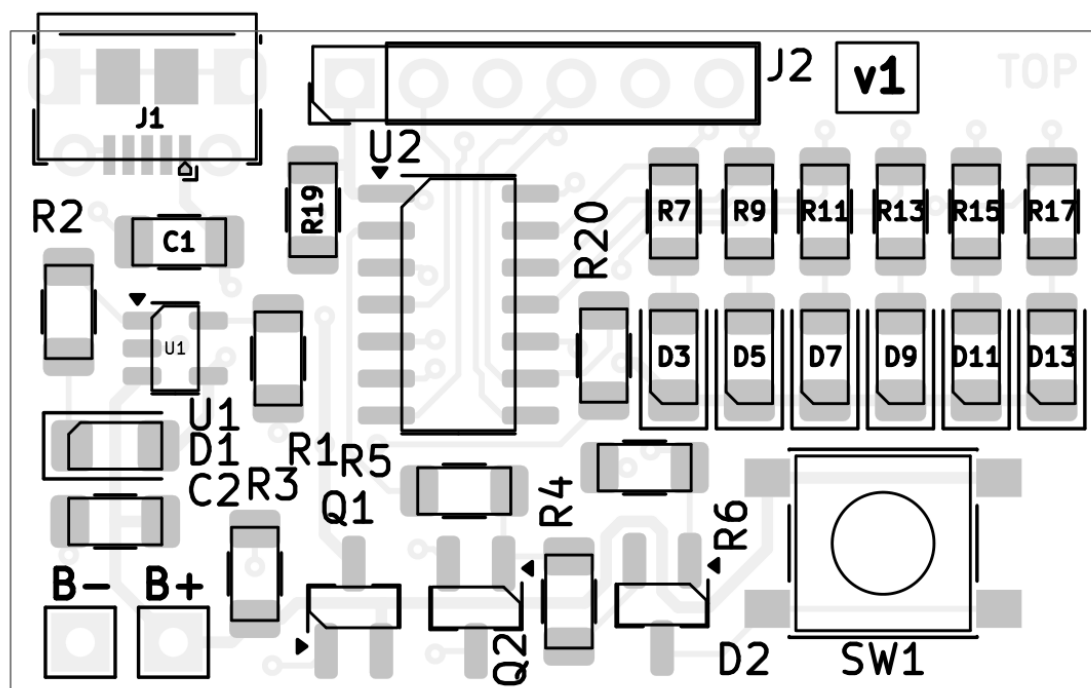 J1
J2
v1
TOP
U2
R2
C1
R19
R20
R7 R9 R11 R13 R15 R17
U1
D3 D5 D7 D9 D11 D13
U1
D1
C2
R3
R1
R5
Q1
R4
R6
B- B+
Q2
D2
SW1